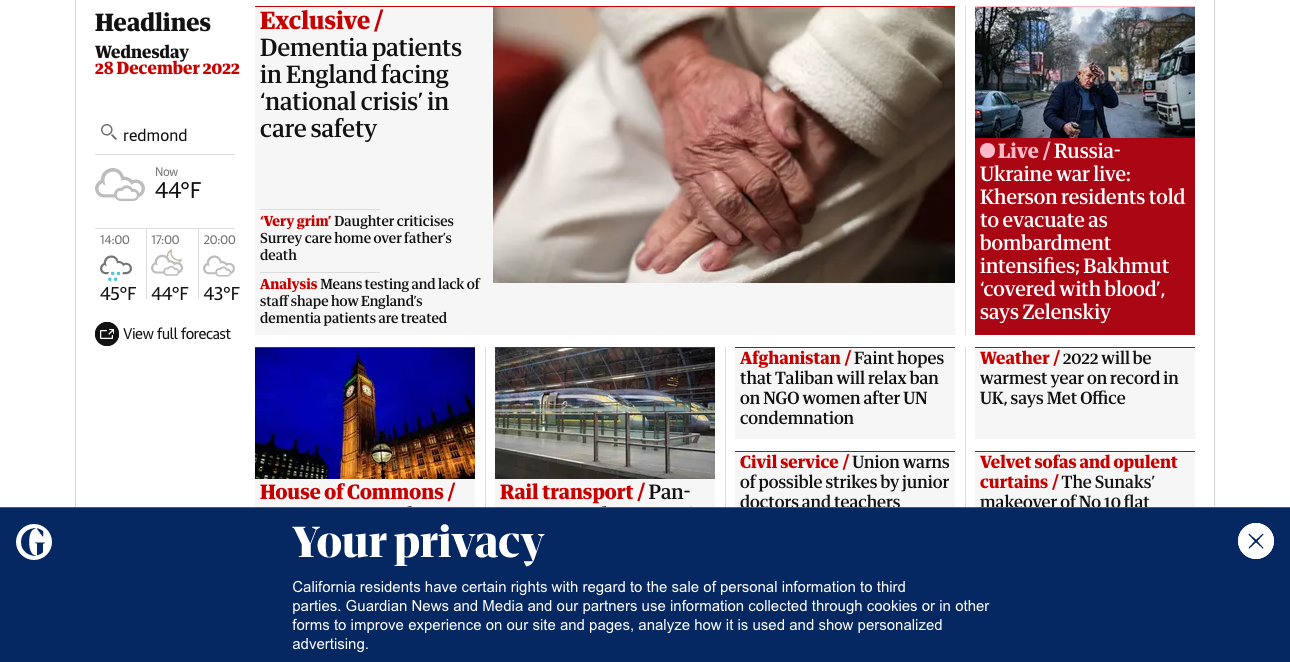 Headlines
Wednesday
28 December 2022
redmond
Now
44°F
14:00
17:00
20:00
45°F
44°F
43°F
View full forecast
Exclusive /
Dementia patients
in England facing
‘national crisis’ in
care safety
‘Very grim’ Daughter criticises
Surrey care home over father’s
death
Analysis Means testing and lack of
staff shape how England’s
dementia patients are treated
Live / Russia-
Ukraine war live:
Kherson residents told
to evacuate as
bombardment
intensifies; Bakhmut
‘covered with blood’,
says Zelenskiy
House of Commons /
Rail transport / Pan-
Afghanistan / Faint hopes
that Taliban will relax ban
on NGO women after UN
condemnation
Civil service / Union warns
of possible strikes by junior
doctors and teachers
Weather / 2022 will be
warmest year on record in
UK, says Met Office
Velvet sofas and opulent
curtains / The Sunaks’
makeover of No 10 flat
G
Your privacy
California residents have certain rights with regard to the sale of personal information to third
parties. Guardian News and Media and our partners use information collected through cookies or in other
forms to improve experience on our site and pages, analyze how it is used and show personalized
advertising.